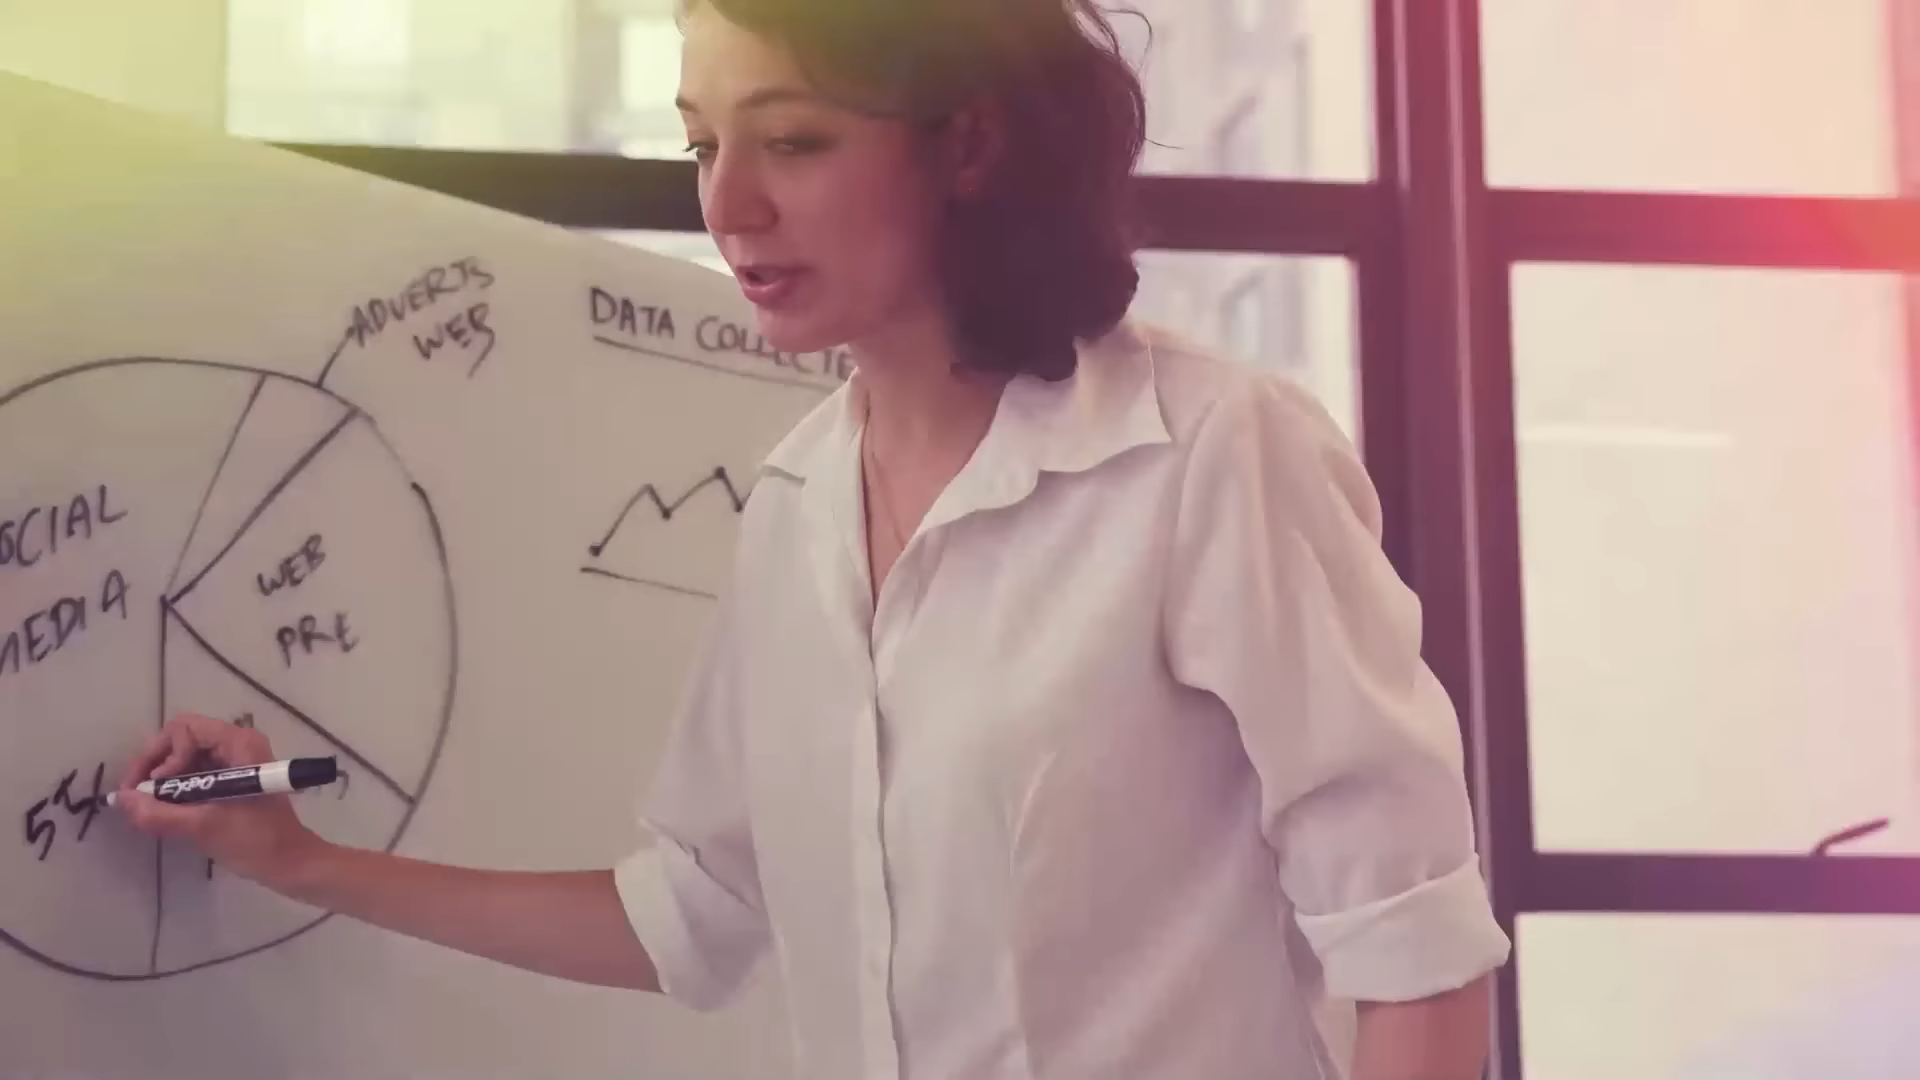 ADVERTS
WEB
DATA COLLECTE
OCIAL
MEDIA
WEB
PRE
EXPO